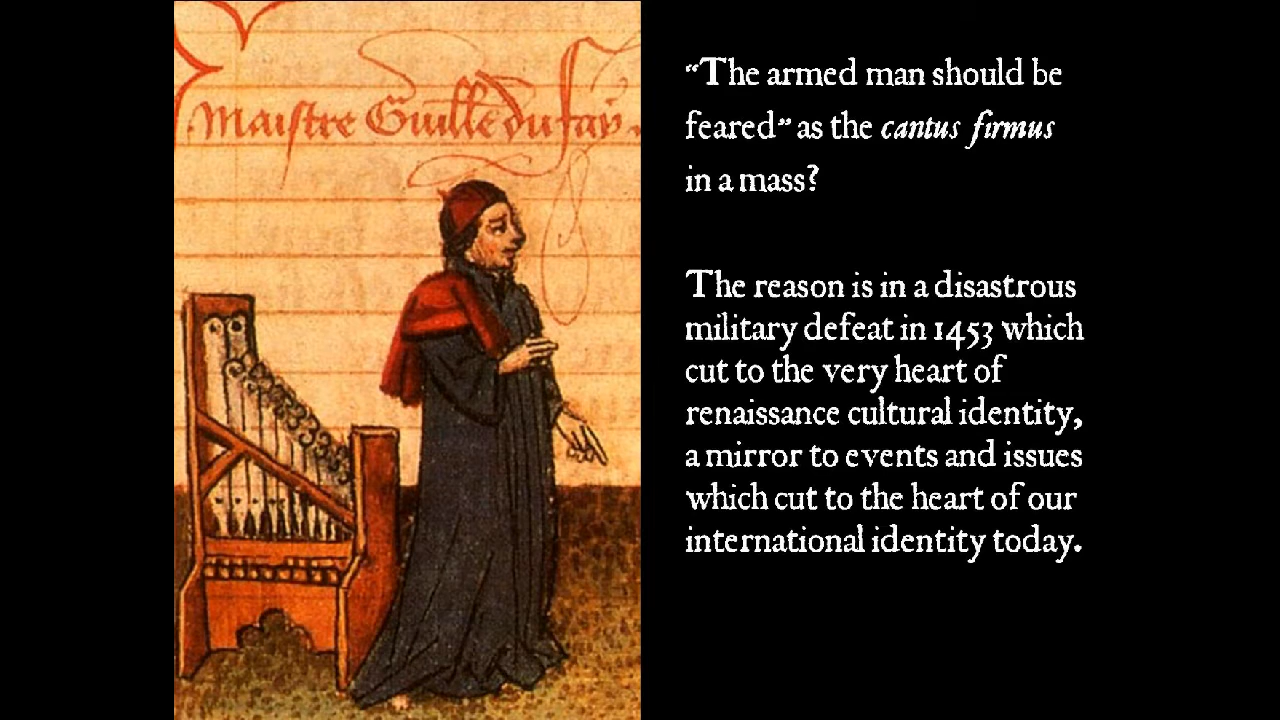 Maistre Guille du fay.
“The armed man should be
feared” as the cantus firmus
in a mass?
The reason is in a disastrous
military defeat in 1453 which
cut to the very heart of
renaissance cultural identity,
a mirror to events and issues
which cut to the heart of our
international identity today.